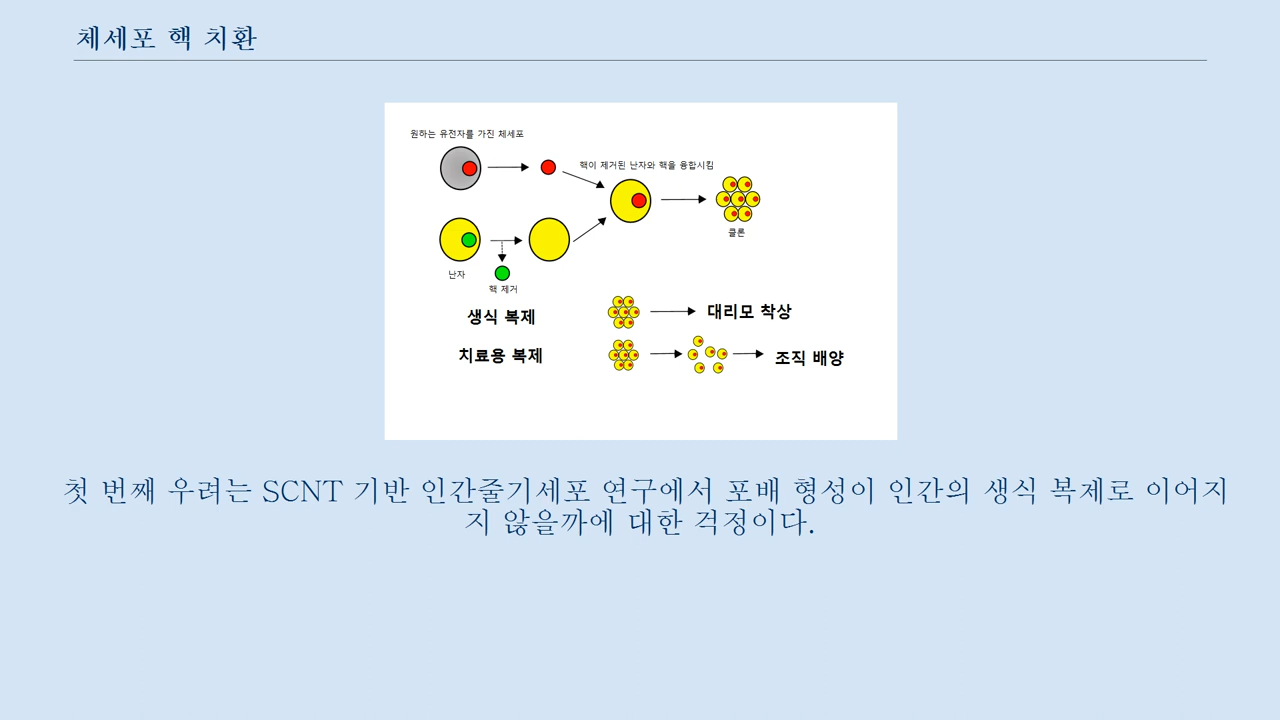 체세포 핵 치환
원하는 유전자를 가진 체세포
핵이 제거된 난자와 핵을 융합시킴
클론
난자
핵 제거
생식 복제
대리모 착상
치료용 복제
조직 배양
첫 번째 우려는 SCNT 기반 인간줄기세포 연구에서 포배 형성이 인간의 생식 복제로 이어지
지 않을까에 대한 걱정이다.